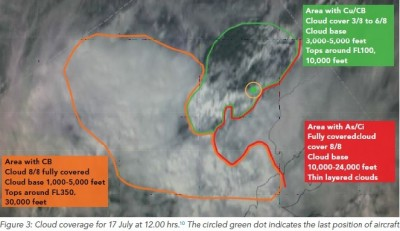 Area with Cu/CB
Cloud cover 3/8 to 6/8
Cloud base
3,000-5,000 feet
Tops around FL100,
10,000 feet
Area with As/Ci
Fully coveredcloud
cover 8/8
Cloud base
10,000-24,000 feet
Thin layered clouds
Area with CB
Cloud 8/8 fully covered
Cloud base 1,000-5,000 feet
Tops around FL350,
30,000 feet
Figure 3: Cloud coverage for 17 July at 12.00 hrs.¹⁰ The circled green dot indicates the last position of aircraft